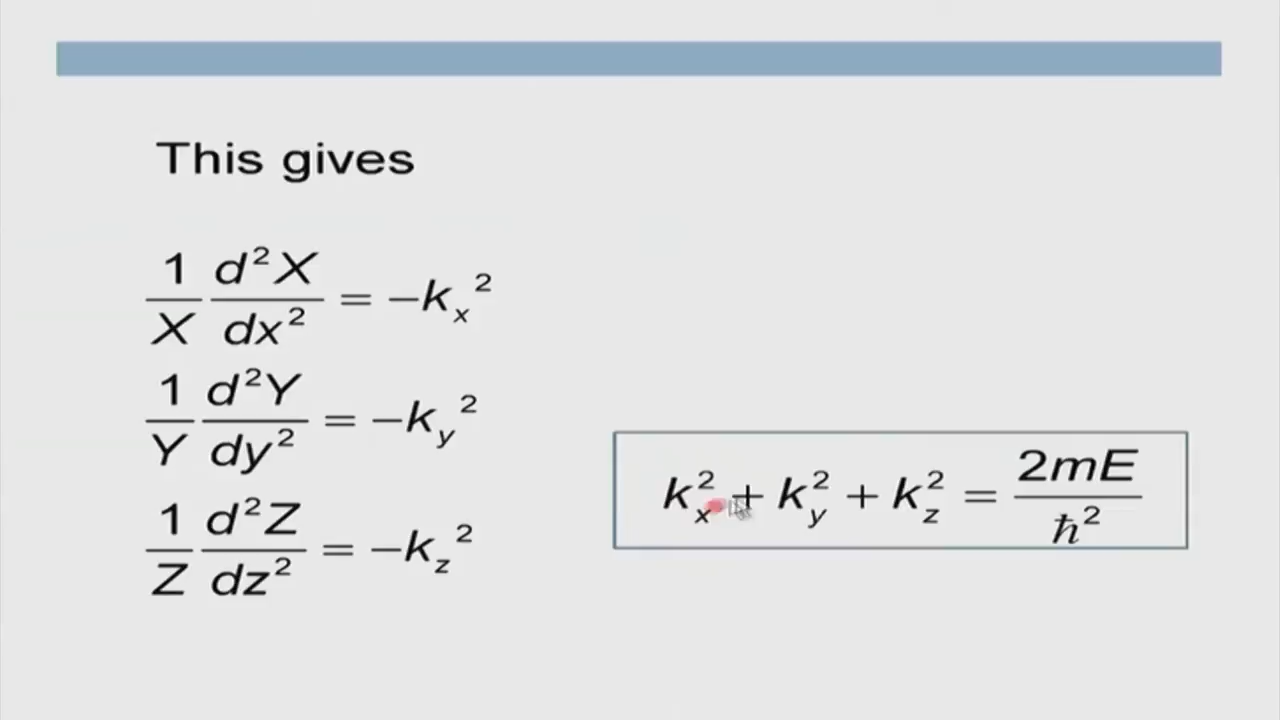 This gives
1/X d²X/dx² = −kₓ²
1/Y d²Y/dy² = −k_y²
1/Z d²Z/dz² = −k_z²
kₓ² + k_y² + k_z² = 2mE/ħ²